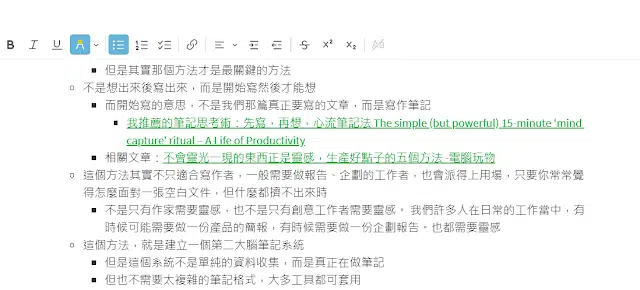 B I U A X² X₂
但是其實那個方法才是最關鍵的方法
不是想出來後寫出來，而是開始寫然後才能想
而開始寫的意思，不是我們那篇真正要寫的文章，而是寫作筆記
我推薦的筆記思考術：先寫，再想、心流筆記法 The simple (but powerful) 15-minute ‘mind
capture’ ritual – A Life of Productivity
相關文章：不會靈光一現的東西正是靈感，生產好點子的五個方法 -電腦玩物
這個方法其實不只適合寫作者，一般需要做報告、企劃的工作者，也會派得上用場，只要你常常覺
得怎麼面對一張空白文件，但什麼都擠不出來時
不是只有作家需要靈感，也不是只有創意工作者需要靈感。 我們許多人在日常的工作當中，有
時候可能需要做一份產品的簡報，有時候需要做一份企劃報告。也都需要靈感
這個方法，就是建立一個第二大腦筆記系統
但是這個系統不是單純的資料收集，而是真正在做筆記
但也不需要太複雜的筆記格式，大多工具都可套用